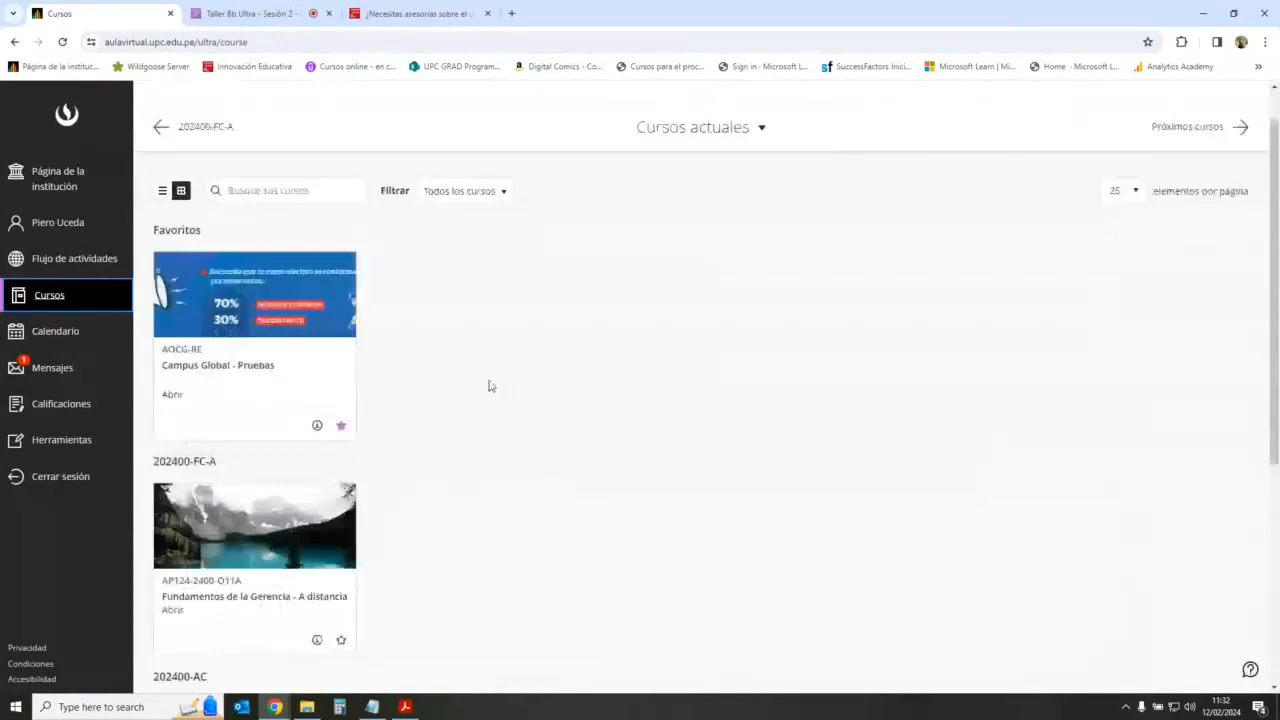 Cursos
Taller Bb Ultra - Sesión 2 -
¿Necesitas asesorías sobre el u
aulavirtual.upc.edu.pe/ultra/course
Página de la instituc...
Wildgoose Server
Innovación Educativa
Cursos online - en c...
UPC GRAD Program...
Digital Comics - Co...
Cursos para el proc...
Sign in · Microsoft L...
SuccessFactors Inici...
Microsoft Learn | Mi...
Home · Microsoft L...
Analytics Academy
»
202400-FC-A
Cursos actuales
Próximos cursos
Página de la
institución
Piero Uceda
Flujo de actividades
Cursos
Calendario
1
Mensajes
Calificaciones
Herramientas
Cerrar sesión
Privacidad
Condiciones
Accesibilidad
Busque sus cursos
Filtrar
Todos los cursos
25
elementos por página
Favoritos
70%
30%
AOCG-RE
Campus Global - Pruebas
Abrir
202400-FC-A
AP124-2400-O11A
Fundamentos de la Gerencia - A distancia
Abrir
202400-AC
Type here to search
11:32
12/02/2024
4